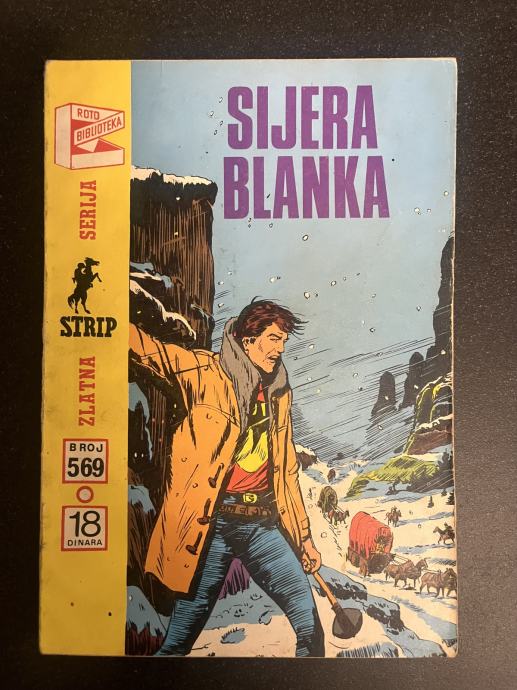 ROTO
BIBLIOTEKA
ZLATNA
STRIP
SERIJA
BROJ
569
18
DINARA
SIJERA
BLANKA